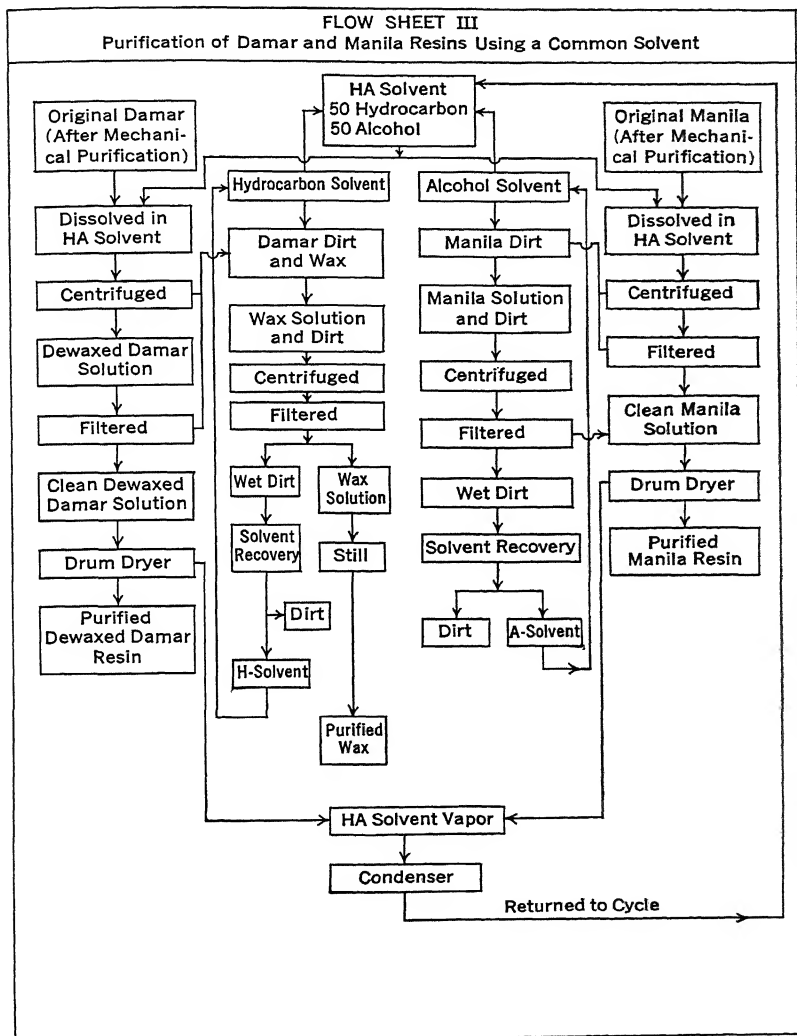 FLOW SHEET III
Purification of Damar and Manila Resins Using a Common Solvent
HA Solvent
50 Hydrocarbon
50 Alcohol
Original Damar
(After Mechani-
cal Purification)
Original Manila
(After Mechan-
ical Purification)
Hydrocarbon Solvent
Alcohol Solvent
Dissolved in
HA Solvent
Damar Dirt
and Wax
Manila Dirt
Dissolved in
HA Solvent
Centrifuged
Wax Solution
and Dirt
Manila Solution
and Dirt
Centrifuged
Dewaxed Damar
Solution
Centrifuged
Centrifuged
Filtered
Filtered
Filtered
Filtered
Clean Manila
Solution
Clean Dewaxed
Damar Solution
Wet Dirt
Wax
Solution
Wet Dirt
Drum Dryer
Drum Dryer
Solvent
Recovery
Still
Solvent Recovery
Purified
Manila Resin
Purified
Dewaxed Damar
Resin
Dirt
Dirt
A-Solvent
H-Solvent
Purified
Wax
HA Solvent Vapor
Condenser
Returned to Cycle